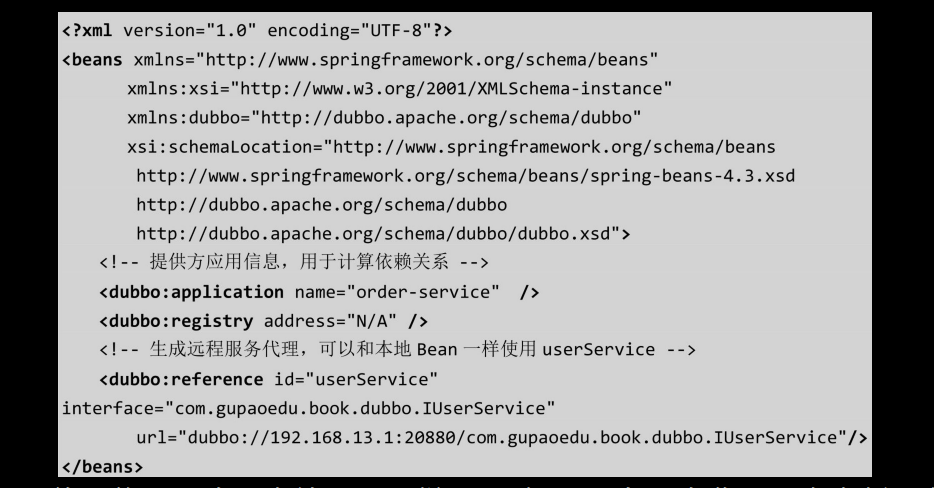 <?xml version="1.0" encoding="UTF-8"?>
<beans xmlns="http://www.springframework.org/schema/beans"
xmlns:xsi="http://www.w3.org/2001/XMLSchema-instance"
xmlns:dubbo="http://dubbo.apache.org/schema/dubbo"
xsi:schemaLocation="http://www.springframework.org/schema/beans
http://www.springframework.org/schema/beans/spring-beans-4.3.xsd
http://dubbo.apache.org/schema/dubbo
http://dubbo.apache.org/schema/dubbo/dubbo.xsd">
<!-- 提供方应用信息，用于计算依赖关系 -->
<dubbo:application name="order-service"  />
<dubbo:registry address="N/A" />
<!-- 生成远程服务代理，可以和本地 Bean 一样使用 userService -->
<dubbo:reference id="userService"
interface="com.gupaoedu.book.dubbo.IUserService"
url="dubbo://192.168.13.1:20880/com.gupaoedu.book.dubbo.IUserService"/>
</beans>